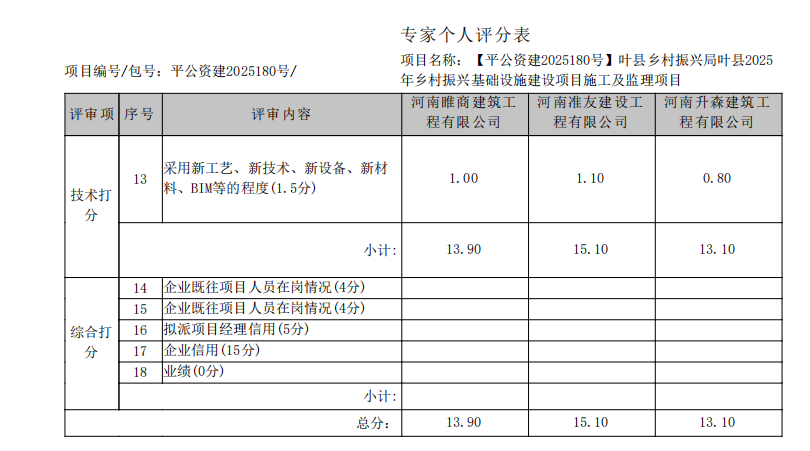 专家个人评分表
项目编号/包号：平公资建2025180号/
项目名称：【平公资建2025180号】叶县乡村振兴局叶县2025
年乡村振兴基础设施建设项目施工及监理项目
评审项 序号 评审内容 河南睢商建筑工 河南准友建设工 河南升森建筑工
程有限公司 程有限公司 程有限公司
技术打
分
13 采用新工艺、新技术、新设备、新材
料、BIM等的程度(1.5分) 1.00 1.10 0.80
小计: 13.90 15.10 13.10
综合打
分
14 企业既往项目人员在岗情况(4分)
15 企业既往项目人员在岗情况(4分)
16 拟派项目经理信用(5分)
17 企业信用(15分)
18 业绩(0分)
小计:
总分: 13.90 15.10 13.10